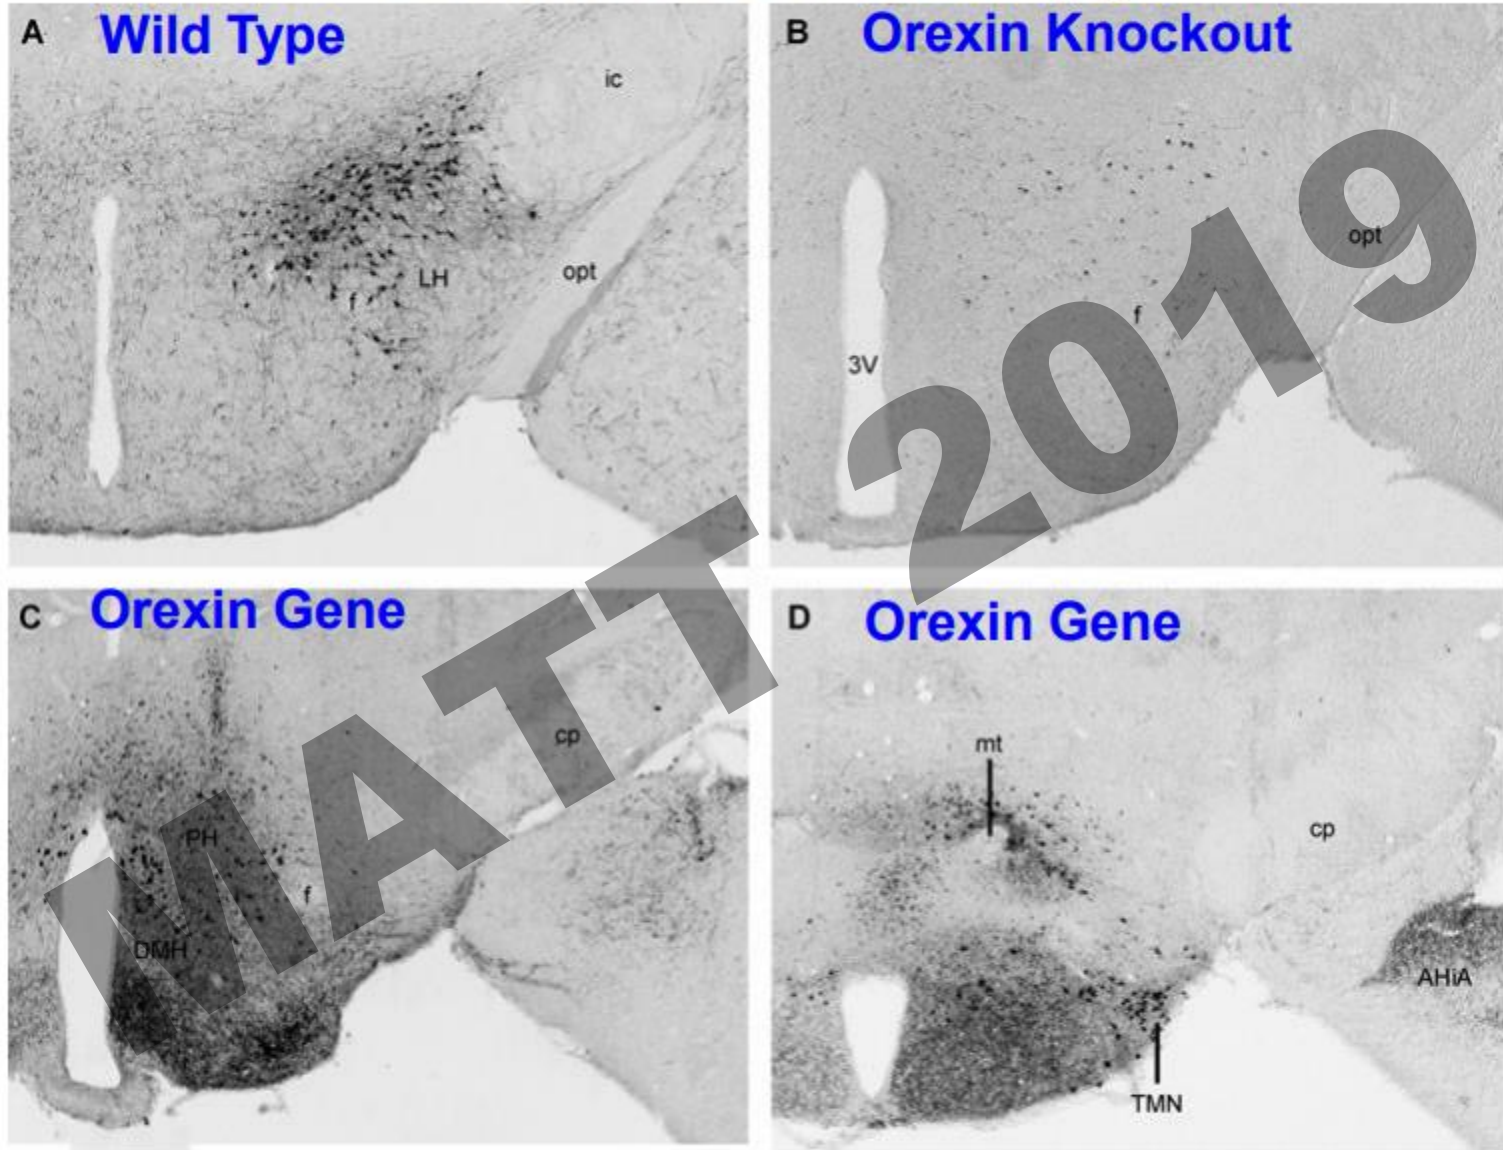 A Wild Type
ic
LH
f
opt
B Orexin Knockout
opt
f
3V
C Orexin Gene
cp
PH
f
DMH
D Orexin Gene
mt
cp
AHiA
TMN
MATT 2019